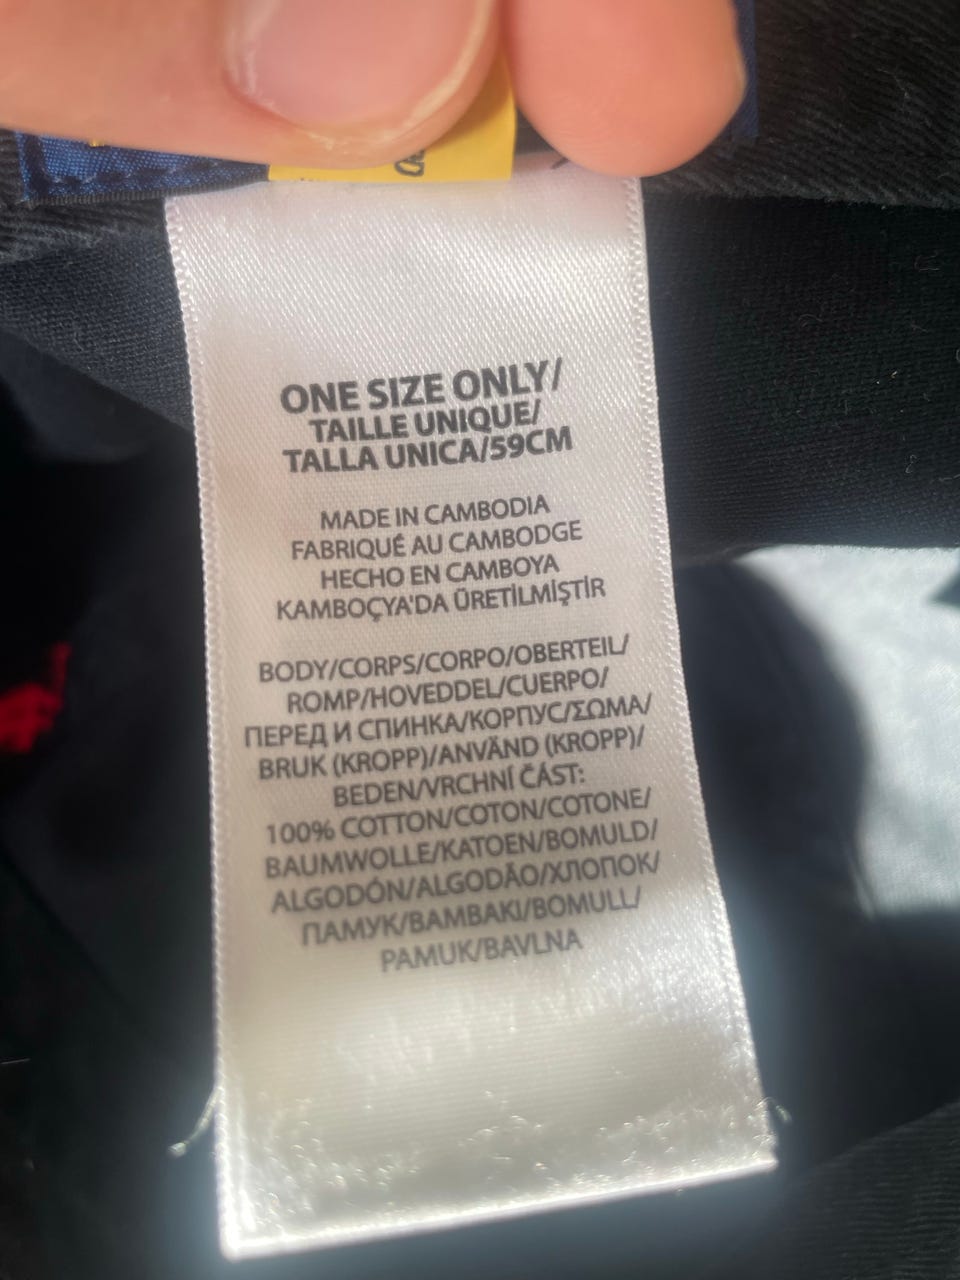 ONE SIZE ONLY/
TAILLE UNIQUE/
TALLA UNICA/59CM
MADE IN CAMBODIA
FABRIQUÉ AU CAMBODGE
HECHO EN CAMBOYA
KAMBOÇYA'DA ÜRETİLMİŞTİR
BODY/CORPS/CORPO/OBERTEIL/
ROMP/HOVEDDEL/CUERPO/
ПЕРЕД И СПИНКА/КОРПУС/ΣΩΜΑ/
BRUK (KROPP)/ANVÄND (KROPP)/
BEDEN/VRCHNÍ ČÁST:
100% COTTON/COTON/COTONE/
BAUMWOLLE/KATOEN/BOMULD/
ALGODÓN/ALGODÃO/ХЛОПОК/
ПАМУК/ΒΑΜΒΑΚΙ/BOMULL/
PAMUK/BAVLNA